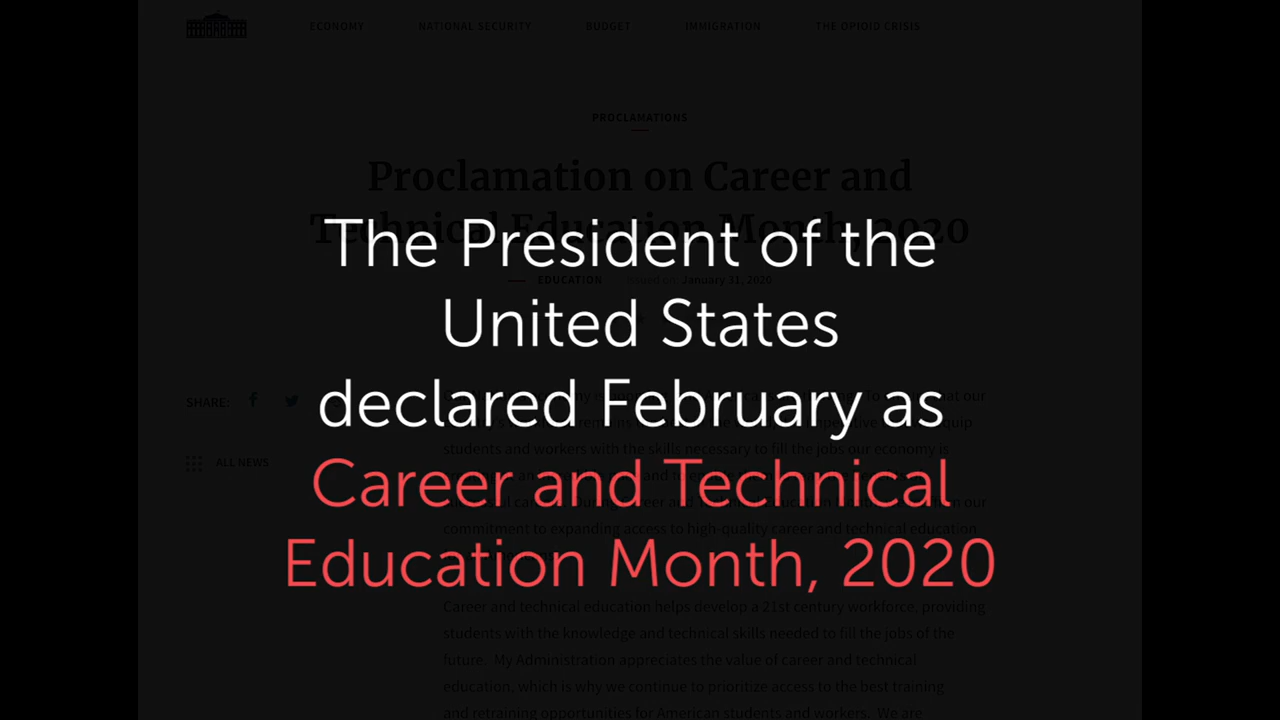 ECONOMY NATIONAL SECURITY BUDGET IMMIGRATION THE OPIOID CRISIS
PROCLAMATIONS
Proclamation on Career and
Technical Education Month, 2020
The President of the
EDUCATION January 31, 2020
United States
SHARE:
declared February as
students and workers with the skills necessary to fill the jobs our economy is
ALL NEWS
Career and Technical
commitment to expanding access to high-quality career and technical education
Education Month, 2020
Career and technical education helps develop a 21st century workforce, providing
students with the knowledge and technical skills needed to fill the jobs of the
future. My Administration appreciates the value of career and technical
education, which is why we continue to prioritize access to the best training
and retraining opportunities for American students and workers. We are